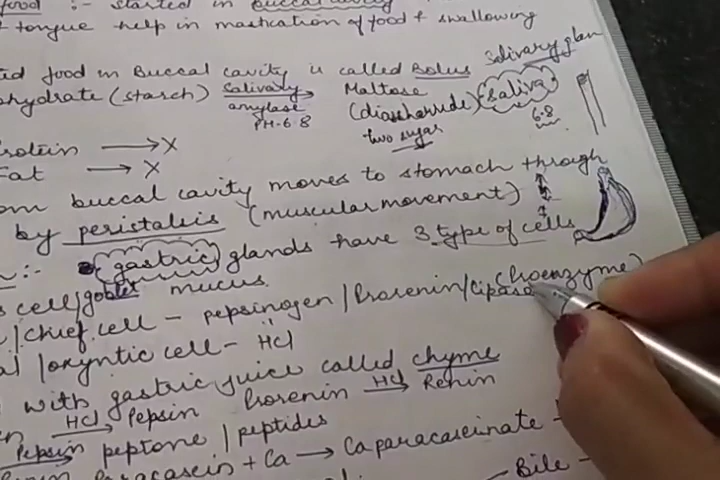 food :- started in Buccal cavity
+ tongue help in mastication of food + swallowing
ed food in Buccal cavity is called Bolus Salivary glan
ohydrate (starch) Salivary amylase PH-6.8 → Maltose (disaccharide) two sugar (saliva) 6.8
rotein → X
Fat → X
om buccal cavity moves to stomach through
by peristalsis (muscular movement)
:- gastric glands have 3 type of cells
s cell/goblet mucus.
l / chief cell - pepsinogen / Prorenin / Lipase (Proenzyme)
al / oxyntic cell - HCl
with gastric juice called chyme
en HCl → Pepsin Prorenin HCl → Renin
Pepsin → peptone / peptides
paracasein + Ca → Ca paracaseinate
Bile -